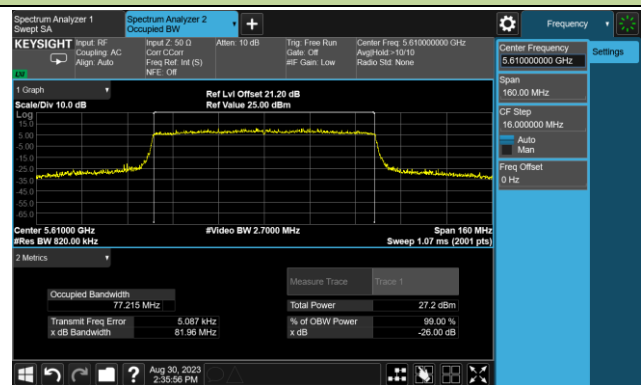 Spectrum Analyzer 1
Swept SA
Spectrum Analyzer 2
Occupied BW
Frequency
KEYSIGHT
Input: RF
Coupling: AC
Align: Auto
Input Z: 50 Ω
Corr CCorr
Freq Ref: Int (S)
NFE: Off
Atten: 10 dB
Trig: Free Run
Gate: Off
#IF Gain: Low
Center Freq: 5.610000000 GHz
Avg|Hold:>10/10
Radio Std: None
Center Frequency
5.610000000 GHz
Settings
Span
160.00 MHz
CF Step
16.000000 MHz
Auto
Man
Freq Offset
0 Hz
1 Graph
Scale/Div 10.0 dB
Ref Lvl Offset 21.20 dB
Ref Value 25.00 dBm
Log
15.0
5.00
-5.00
-15.0
-25.0
-35.0
-45.0
-55.0
-65.0
Center 5.61000 GHz
#Video BW 2.7000 MHz
Span 160 MHz
#Res BW 820.00 kHz
Sweep 1.07 ms (2001 pts)
2 Metrics
Measure Trace
Trace 1
Occupied Bandwidth
77.215 MHz
Total Power
27.2 dBm
Transmit Freq Error
5.087 kHz
% of OBW Power
99.00 %
x dB Bandwidth
81.96 MHz
x dB
-26.00 dB
?
Aug 30, 2023
2:35:56 PM